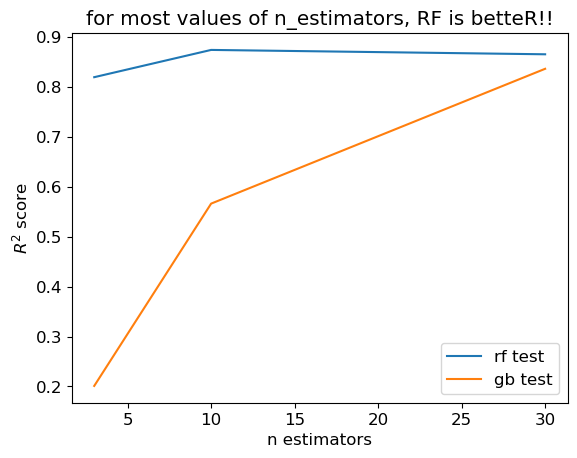 for most values of n_estimators, RF is betteR!!
0.9
0.8
0.7
0.6
0.5
0.4
0.3
0.2
R² score
5
10
15
20
25
30
n estimators
rf test
gb test